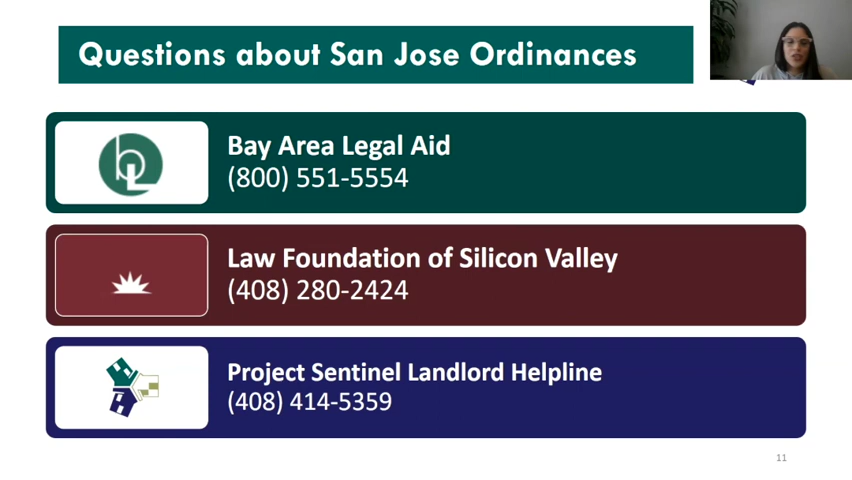 Questions about San Jose Ordinances
Bay Area Legal Aid
(800) 551-5554
Law Foundation of Silicon Valley
(408) 280-2424
Project Sentinel Landlord Helpline
(408) 414-5359
11